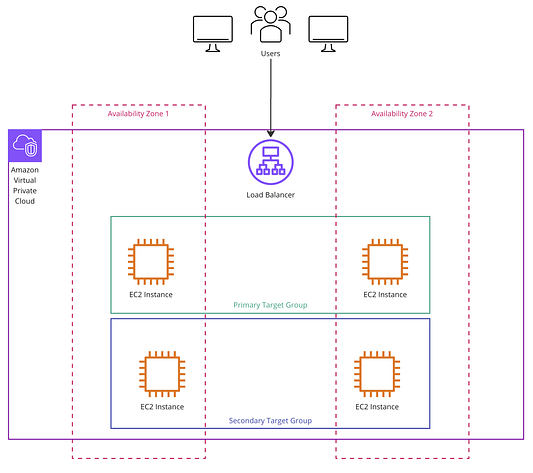 Users
Availability Zone 1
Availability Zone 2
Amazon
Virtual
Private
Cloud
Load Balancer
EC2 Instance
EC2 Instance
Primary Target Group
EC2 Instance
EC2 Instance
Secondary Target Group